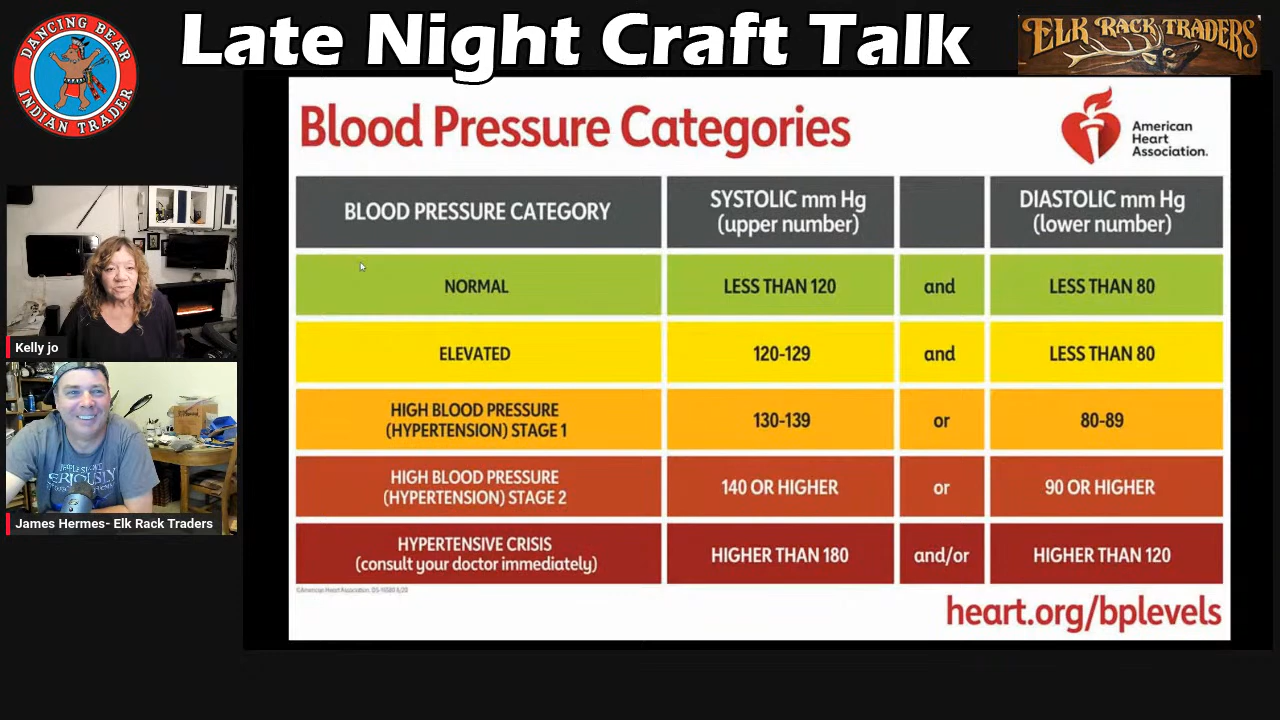 Late Night Craft Talk
DANCING BEAR
INDIAN TRADER
ELK RACK TRADERS
Blood Pressure Categories
American
Heart
Association.
BLOOD PRESSURE CATEGORY
SYSTOLIC mm Hg
(upper number)
DIASTOLIC mm Hg
(lower number)
NORMAL
LESS THAN 120
and
LESS THAN 80
ELEVATED
120-129
and
LESS THAN 80
HIGH BLOOD PRESSURE
(HYPERTENSION) STAGE 1
130-139
or
80-89
HIGH BLOOD PRESSURE
(HYPERTENSION) STAGE 2
140 OR HIGHER
or
90 OR HIGHER
HYPERTENSIVE CRISIS
(consult your doctor immediately)
HIGHER THAN 180
and/or
HIGHER THAN 120
©American Heart Association.
heart.org/bplevels
Kelly jo
SERIOUSLY
James Hermes- Elk Rack Traders